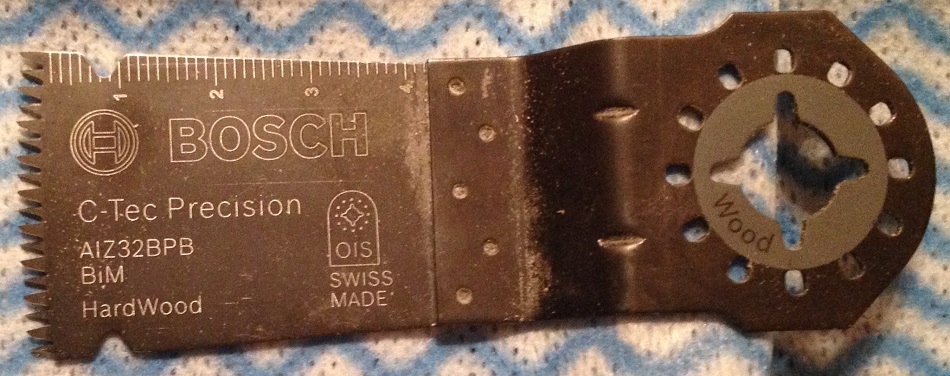 1 2 3 4
BOSCH
C-Tec Precision
AIZ32BPB
BiM
HardWood
OIS
SWISS
MADE
Wood